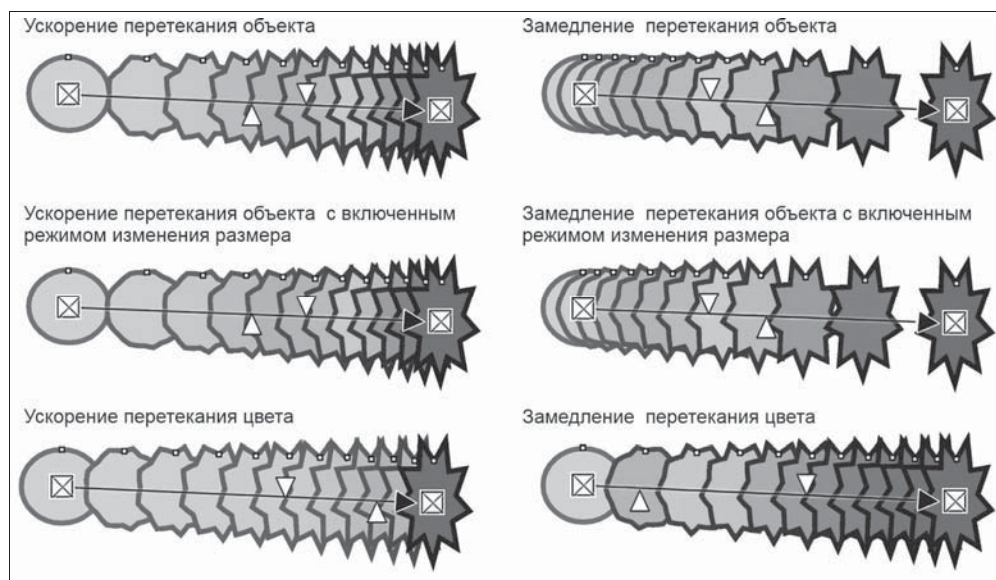 Ускорение перетекания объекта
Замедление перетекания объекта
Ускорение перетекания объекта с включенным
режимом изменения размера
Замедление перетекания объекта с включенным
режимом изменения размера
Ускорение перетекания цвета
Замедление перетекания цвета